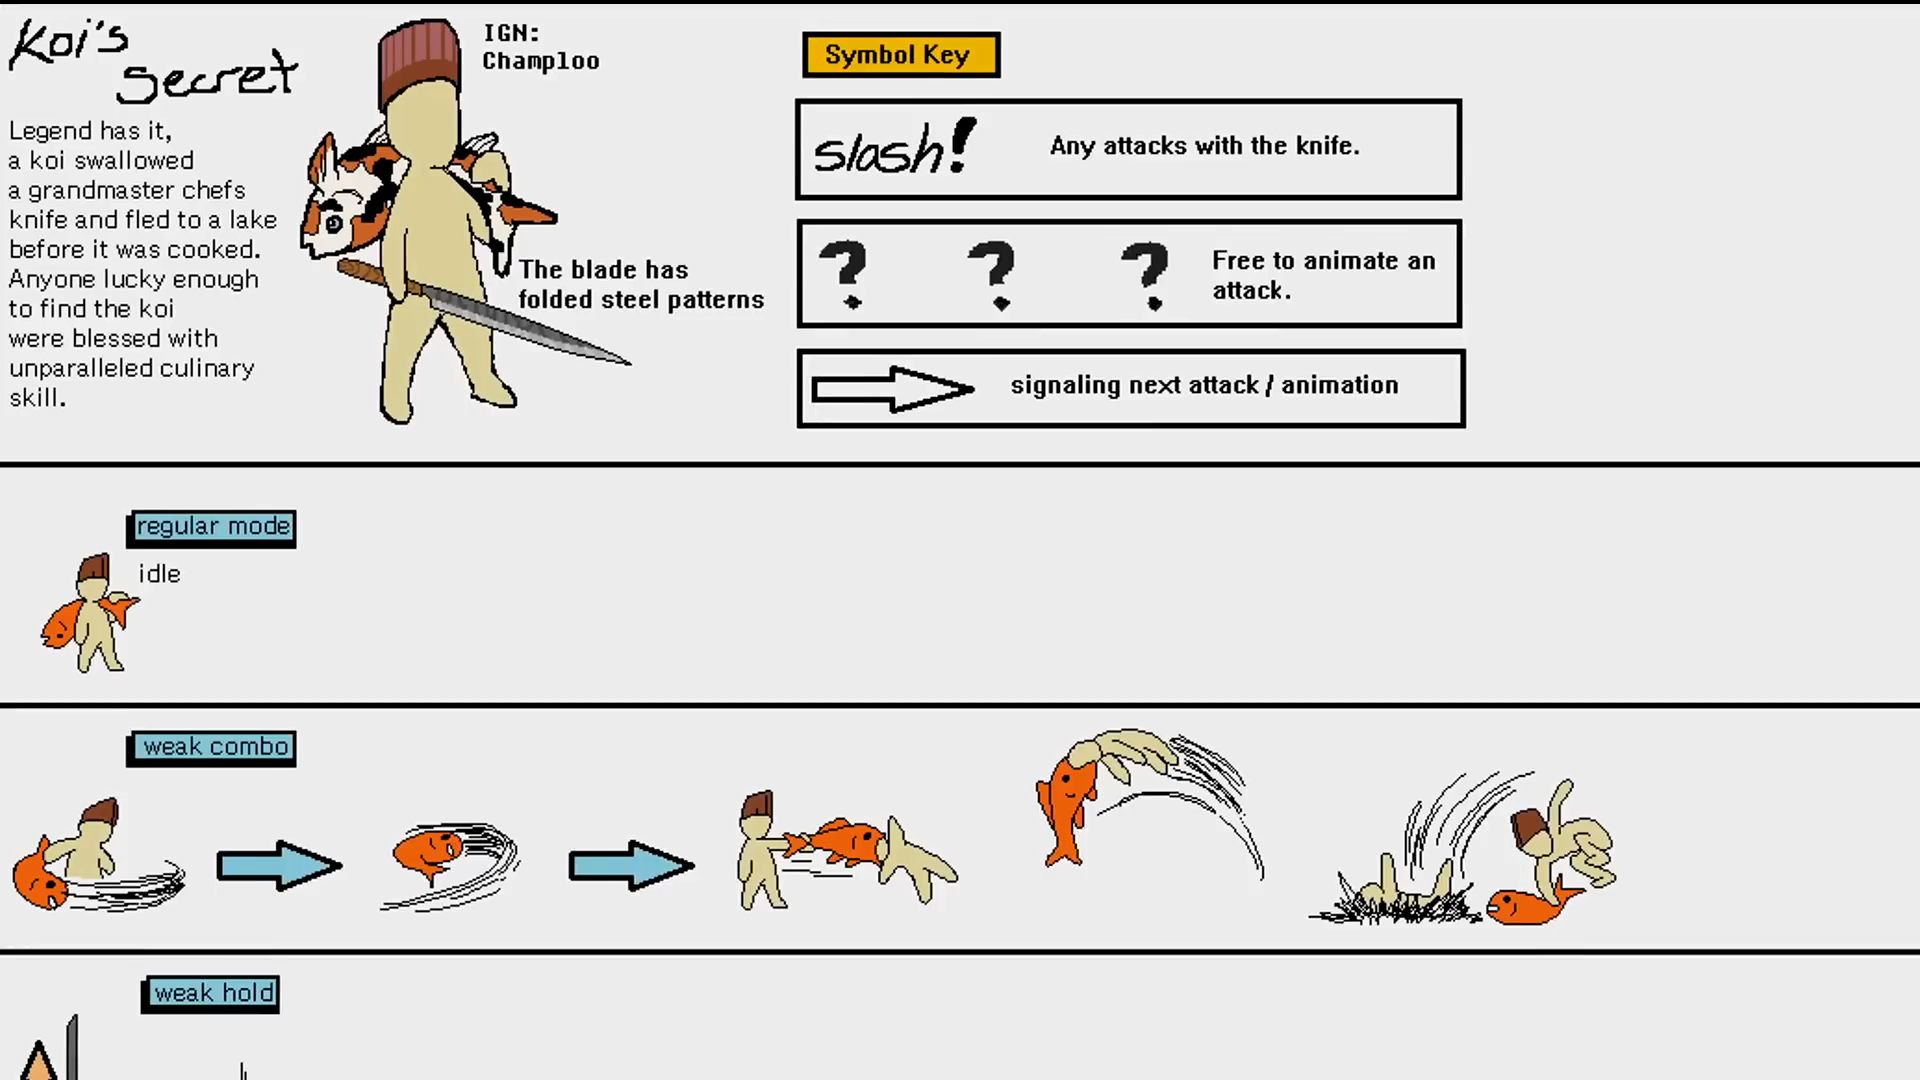 Koi's
secret
Legend has it,
a koi swallowed
a grandmaster chefs
knife and fled to a lake
before it was cooked.
Anyone lucky enough
to find the koi
were blessed with
unparalleled culinary
skill.
IGN:
Champloo
The blade has
folded steel patterns
Symbol Key
slash!
Any attacks with the knife.
? ? ?
Free to animate an
attack.
signaling next attack / animation
regular mode
idle
weak combo
weak hold